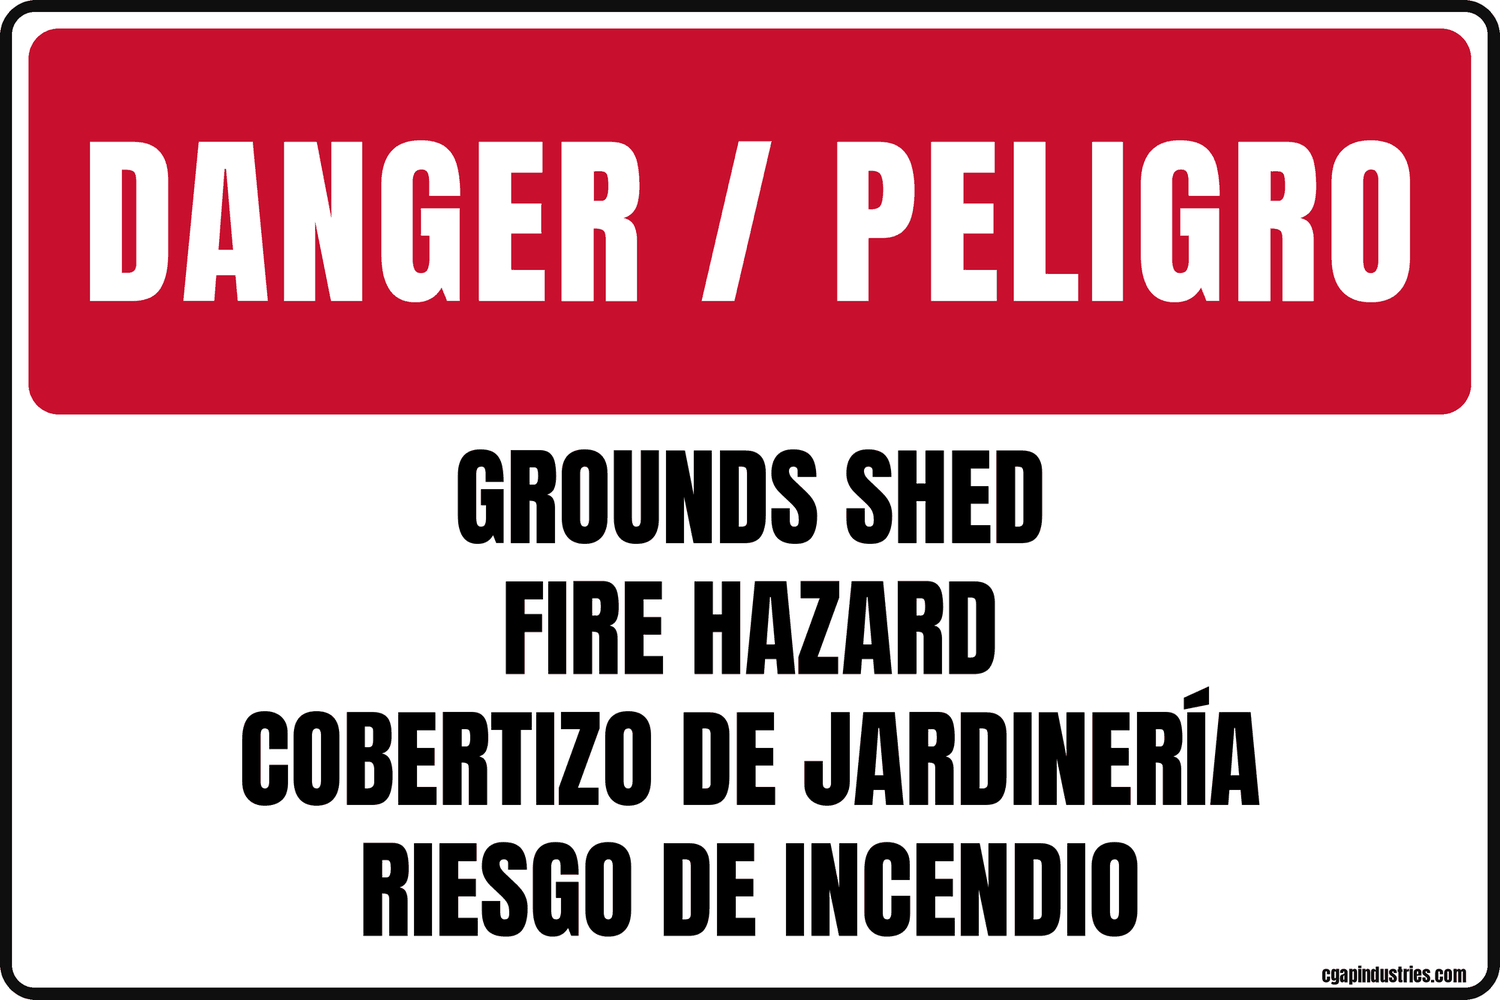 DANGER / PELIGRO
GROUNDS SHED
FIRE HAZARD
COBERTIZO DE JARDINERÍA
RIESGO DE INCENDIO
cgapindustries.com